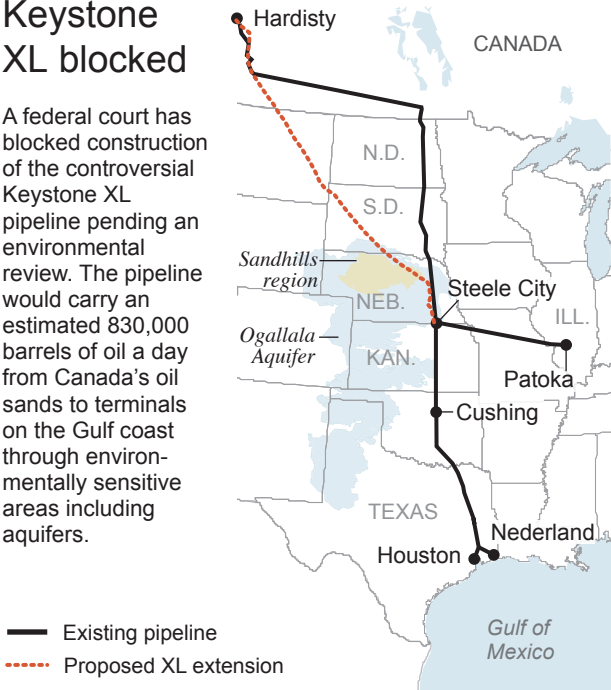 Keystone
XL blocked
A federal court has
blocked construction
of the controversial
Keystone XL
pipeline pending an
environmental
review. The pipeline
would carry an
estimated 830,000
barrels of oil a day
from Canada’s oil
sands to terminals
on the Gulf coast
through environ-
mentally sensitive
areas including
aquifers.
Hardisty
CANADA
N.D.
S.D.
Sandhills
region
NEB.
Steele City
ILL.
Ogallala
Aquifer
KAN.
Patoka
Cushing
TEXAS
Nederland
Houston
Gulf of
Mexico
Existing pipeline
Proposed XL extension